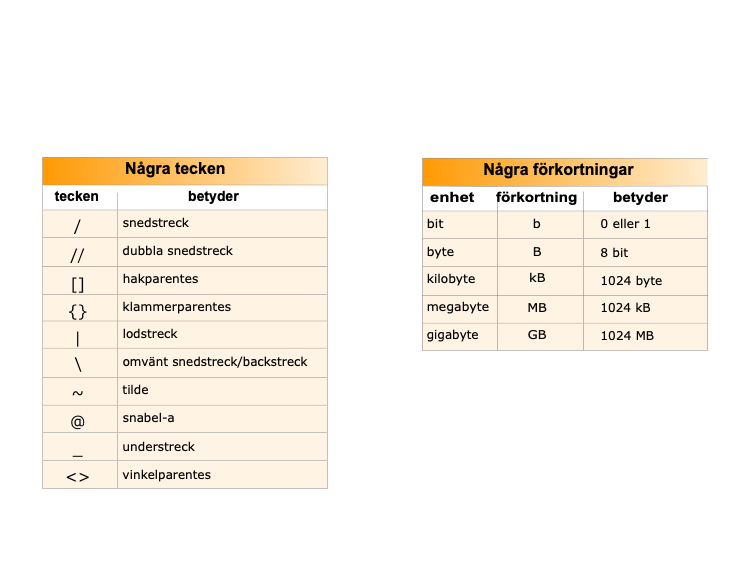 Några tecken
tecken betyder
/ snedstreck
// dubbla snedstreck
[] hakparentes
{} klammerparentes
| lodstreck
\ omvänt snedstreck/backstreck
~ tilde
@ snabel-a
_ understreck
<> vinkelparentes
Några förkortningar
enhet förkortning betyder
bit b 0 eller 1
byte B 8 bit
kilobyte kB 1024 byte
megabyte MB 1024 kB
gigabyte GB 1024 MB